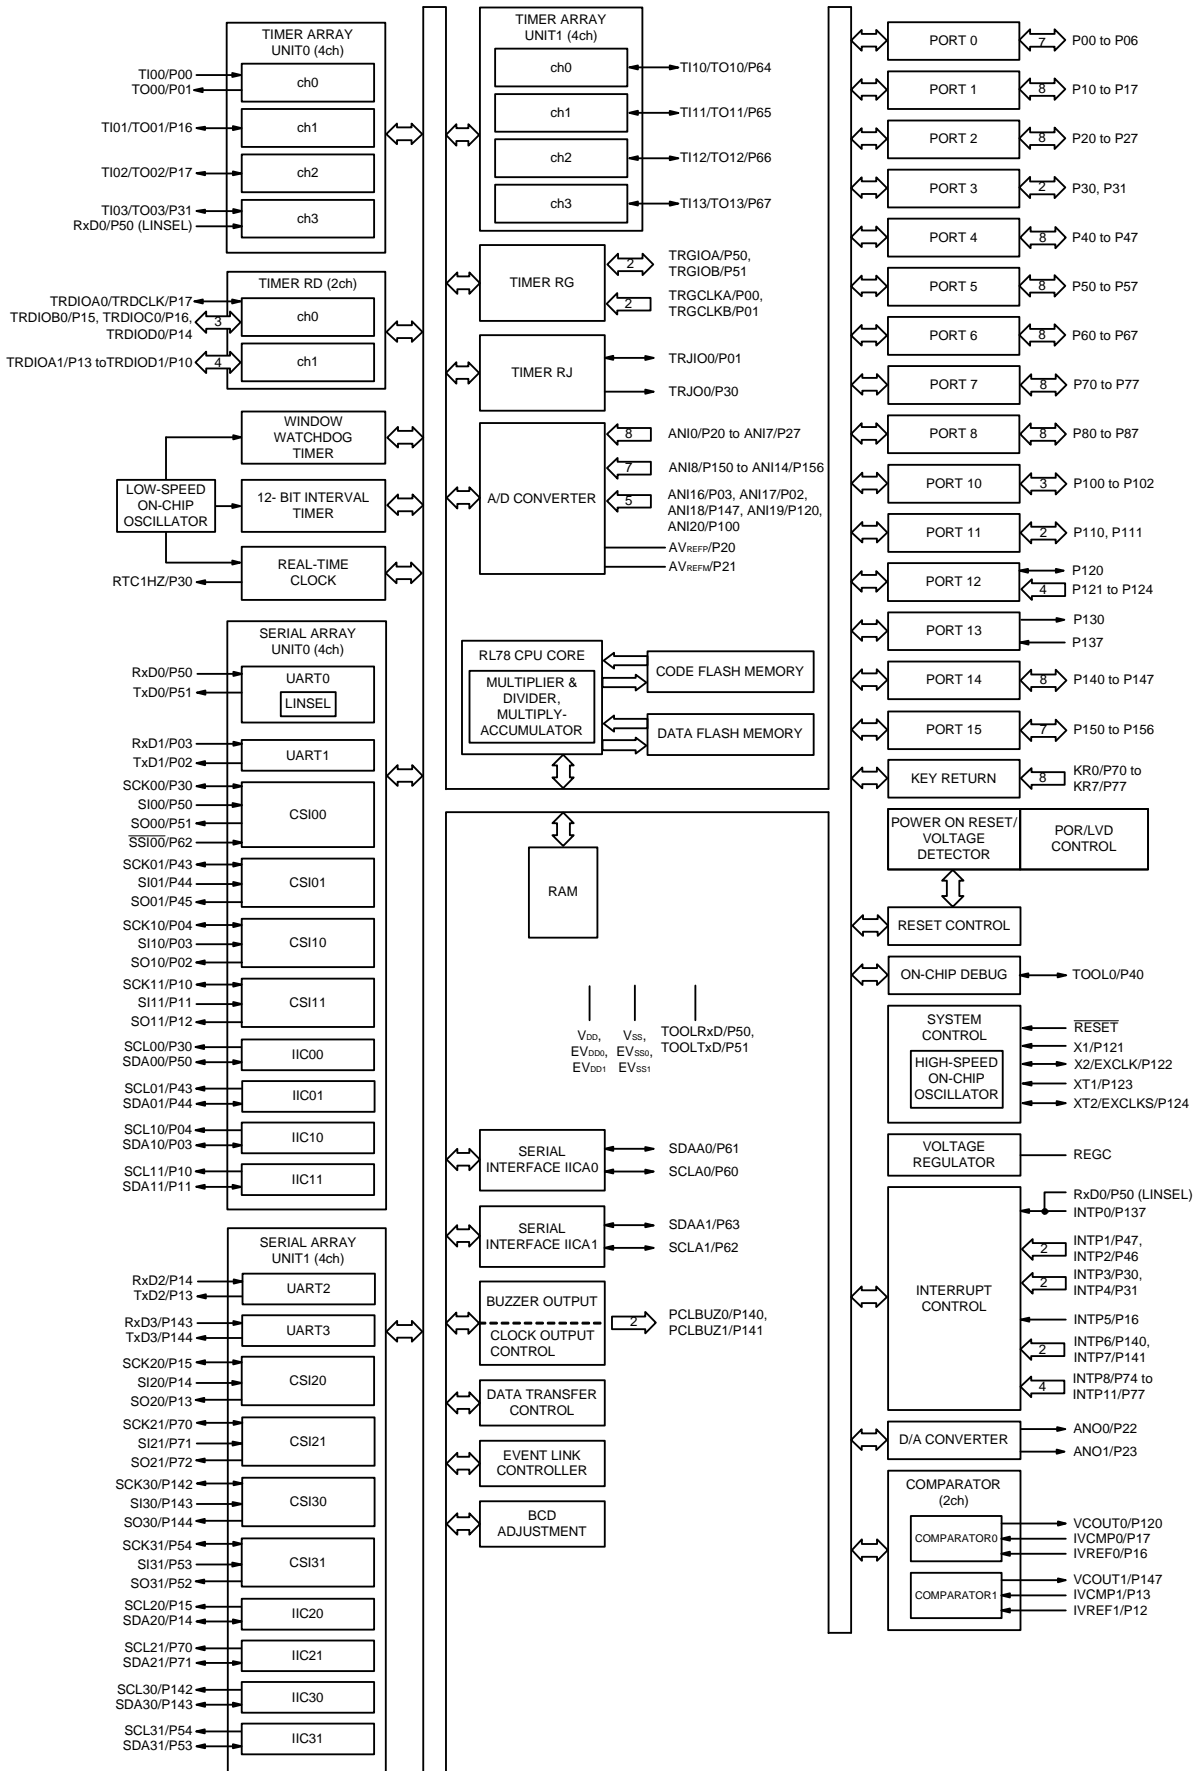 TIMER ARRAY
UNIT0 (4ch)
TI00/P00
TO00/P01
ch0
TI01/TO01/P16
ch1
TI02/TO02/P17
ch2
TI03/TO03/P31
RxD0/P50 (LINSEL)
ch3
TIMER RD (2ch)
TRDIOA0/TRDCLK/P17
TRDIOB0/P15, TRDIOC0/P16,
TRDIOD0/P14
3
ch0
TRDIOA1/P13 toTRDIOD1/P10
4
ch1
WINDOW
WATCHDOG
TIMER
LOW-SPEED
ON-CHIP
OSCILLATOR
12- BIT INTERVAL
TIMER
REAL-TIME
CLOCK
RTC1HZ/P30
SERIAL ARRAY
UNIT0 (4ch)
RxD0/P50
TxD0/P51
UART0
LINSEL
RxD1/P03
TxD1/P02
UART1
SCK00/P30
SI00/P50
SO00/P51
SSI00/P62
CSI00
SCK01/P43
SI01/P44
SO01/P45
CSI01
SCK10/P04
SI10/P03
SO10/P02
CSI10
SCK11/P10
SI11/P11
SO11/P12
CSI11
SCL00/P30
SDA00/P50
IIC00
SCL01/P43
SDA01/P44
IIC01
SCL10/P04
SDA10/P03
IIC10
SCL11/P10
SDA11/P11
IIC11
SERIAL ARRAY
UNIT1 (4ch)
RxD2/P14
TxD2/P13
UART2
RxD3/P143
TxD3/P144
UART3
SCK20/P15
SI20/P14
SO20/P13
CSI20
SCK21/P70
SI21/P71
SO21/P72
CSI21
SCK30/P142
SI30/P143
SO30/P144
CSI30
SCK31/P54
SI31/P53
SO31/P52
CSI31
SCL20/P15
SDA20/P14
IIC20
SCL21/P70
SDA21/P71
IIC21
SCL30/P142
SDA30/P143
IIC30
SCL31/P54
SDA31/P53
IIC31
TIMER ARRAY
UNIT1 (4ch)
ch0
TI10/TO10/P64
ch1
TI11/TO11/P65
ch2
TI12/TO12/P66
ch3
TI13/TO13/P67
TIMER RG
2
TRGIOA/P50,
TRGIOB/P51
2
TRGCLKA/P00,
TRGCLKB/P01
TIMER RJ
TRJIO0/P01
TRJO0/P30
A/D CONVERTER
8
ANI0/P20 to ANI7/P27
7
ANI8/P150 to ANI14/P156
5
ANI16/P03, ANI17/P02,
ANI18/P147, ANI19/P120,
ANI20/P100
AVREFP/P20
AVREFM/P21
RL78 CPU CORE
MULTIPLIER &
DIVIDER,
MULTIPLY-
ACCUMULATOR
CODE FLASH MEMORY
DATA FLASH MEMORY
RAM
VDD,
EVDD0,
EVDD1
VSS,
EVSS0,
EVSS1
TOOLRxD/P50,
TOOLTxD/P51
SERIAL
INTERFACE IICA0
SDAA0/P61
SCLA0/P60
SERIAL
INTERFACE IICA1
SDAA1/P63
SCLA1/P62
BUZZER OUTPUT
CLOCK OUTPUT
CONTROL
2
PCLBUZ0/P140,
PCLBUZ1/P141
DATA TRANSFER
CONTROL
EVENT LINK
CONTROLLER
BCD
ADJUSTMENT
PORT 0
7
P00 to P06
PORT 1
8
P10 to P17
PORT 2
8
P20 to P27
PORT 3
2
P30, P31
PORT 4
8
P40 to P47
PORT 5
8
P50 to P57
PORT 6
8
P60 to P67
PORT 7
8
P70 to P77
PORT 8
8
P80 to P87
PORT 10
3
P100 to P102
PORT 11
2
P110, P111
PORT 12
P120
4
P121 to P124
PORT 13
P130
P137
PORT 14
8
P140 to P147
PORT 15
7
P150 to P156
KEY RETURN
8
KR0/P70 to
KR7/P77
POWER ON RESET/
VOLTAGE
DETECTOR
POR/LVD
CONTROL
RESET CONTROL
ON-CHIP DEBUG
TOOL0/P40
SYSTEM
CONTROL
HIGH-SPEED
ON-CHIP
OSCILLATOR
RESET
X1/P121
X2/EXCLK/P122
XT1/P123
XT2/EXCLKS/P124
VOLTAGE
REGULATOR
REGC
INTERRUPT
CONTROL
RxD0/P50 (LINSEL)
INTP0/P137
2
INTP1/P47,
INTP2/P46
2
INTP3/P30,
INTP4/P31
INTP5/P16
2
INTP6/P140,
INTP7/P141
4
INTP8/P74 to
INTP11/P77
D/A CONVERTER
ANO0/P22
ANO1/P23
COMPARATOR
(2ch)
COMPARATOR0
VCOUT0/P120
IVCMP0/P17
IVREF0/P16
COMPARATOR1
VCOUT1/P147
IVCMP1/P13
IVREF1/P12